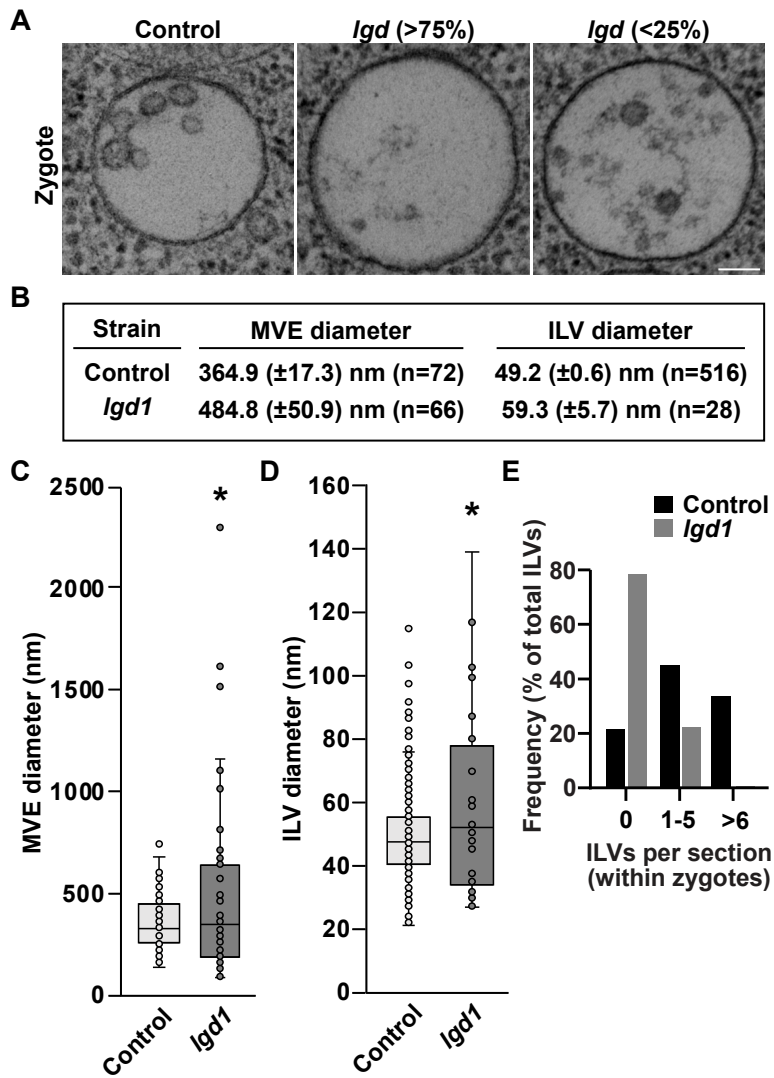 A
Control
lgd (>75%)
lgd (<25%)
Zygote
B
Strain MVE diameter ILV diameter
Control 364.9 (±17.3) nm (n=72) 49.2 (±0.6) nm (n=516)
lgd1 484.8 (±50.9) nm (n=66) 59.3 (±5.7) nm (n=28)
C
MVE diameter (nm)
2500
2000
1500
1000
500
0
*
Control
lgd1
D
ILV diameter (nm)
160
140
120
100
80
60
40
20
0
*
Control
lgd1
E
Control
lgd1
Frequency (% of total ILVs)
80
60
40
20
0
0 1-5 >6
ILVs per section
(within zygotes)